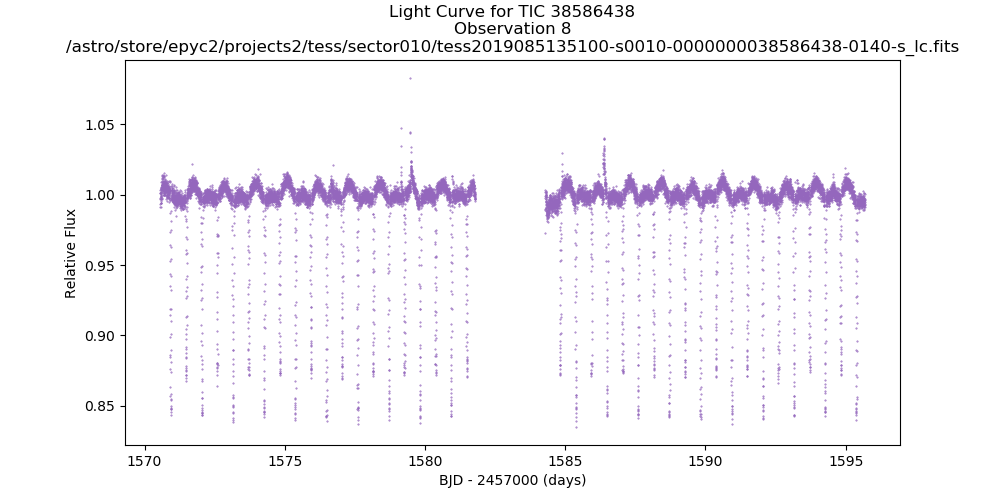 Light Curve for TIC 38586438
Observation 8
/astro/store/epyc2/projects2/tess/sector010/tess2019085135100-s0010-0000000038586438-0140-s_lc.fits
1.05
1.00
0.95
0.90
0.85
Relative Flux
1570
1575
1580
1585
1590
1595
BJD - 2457000 (days)